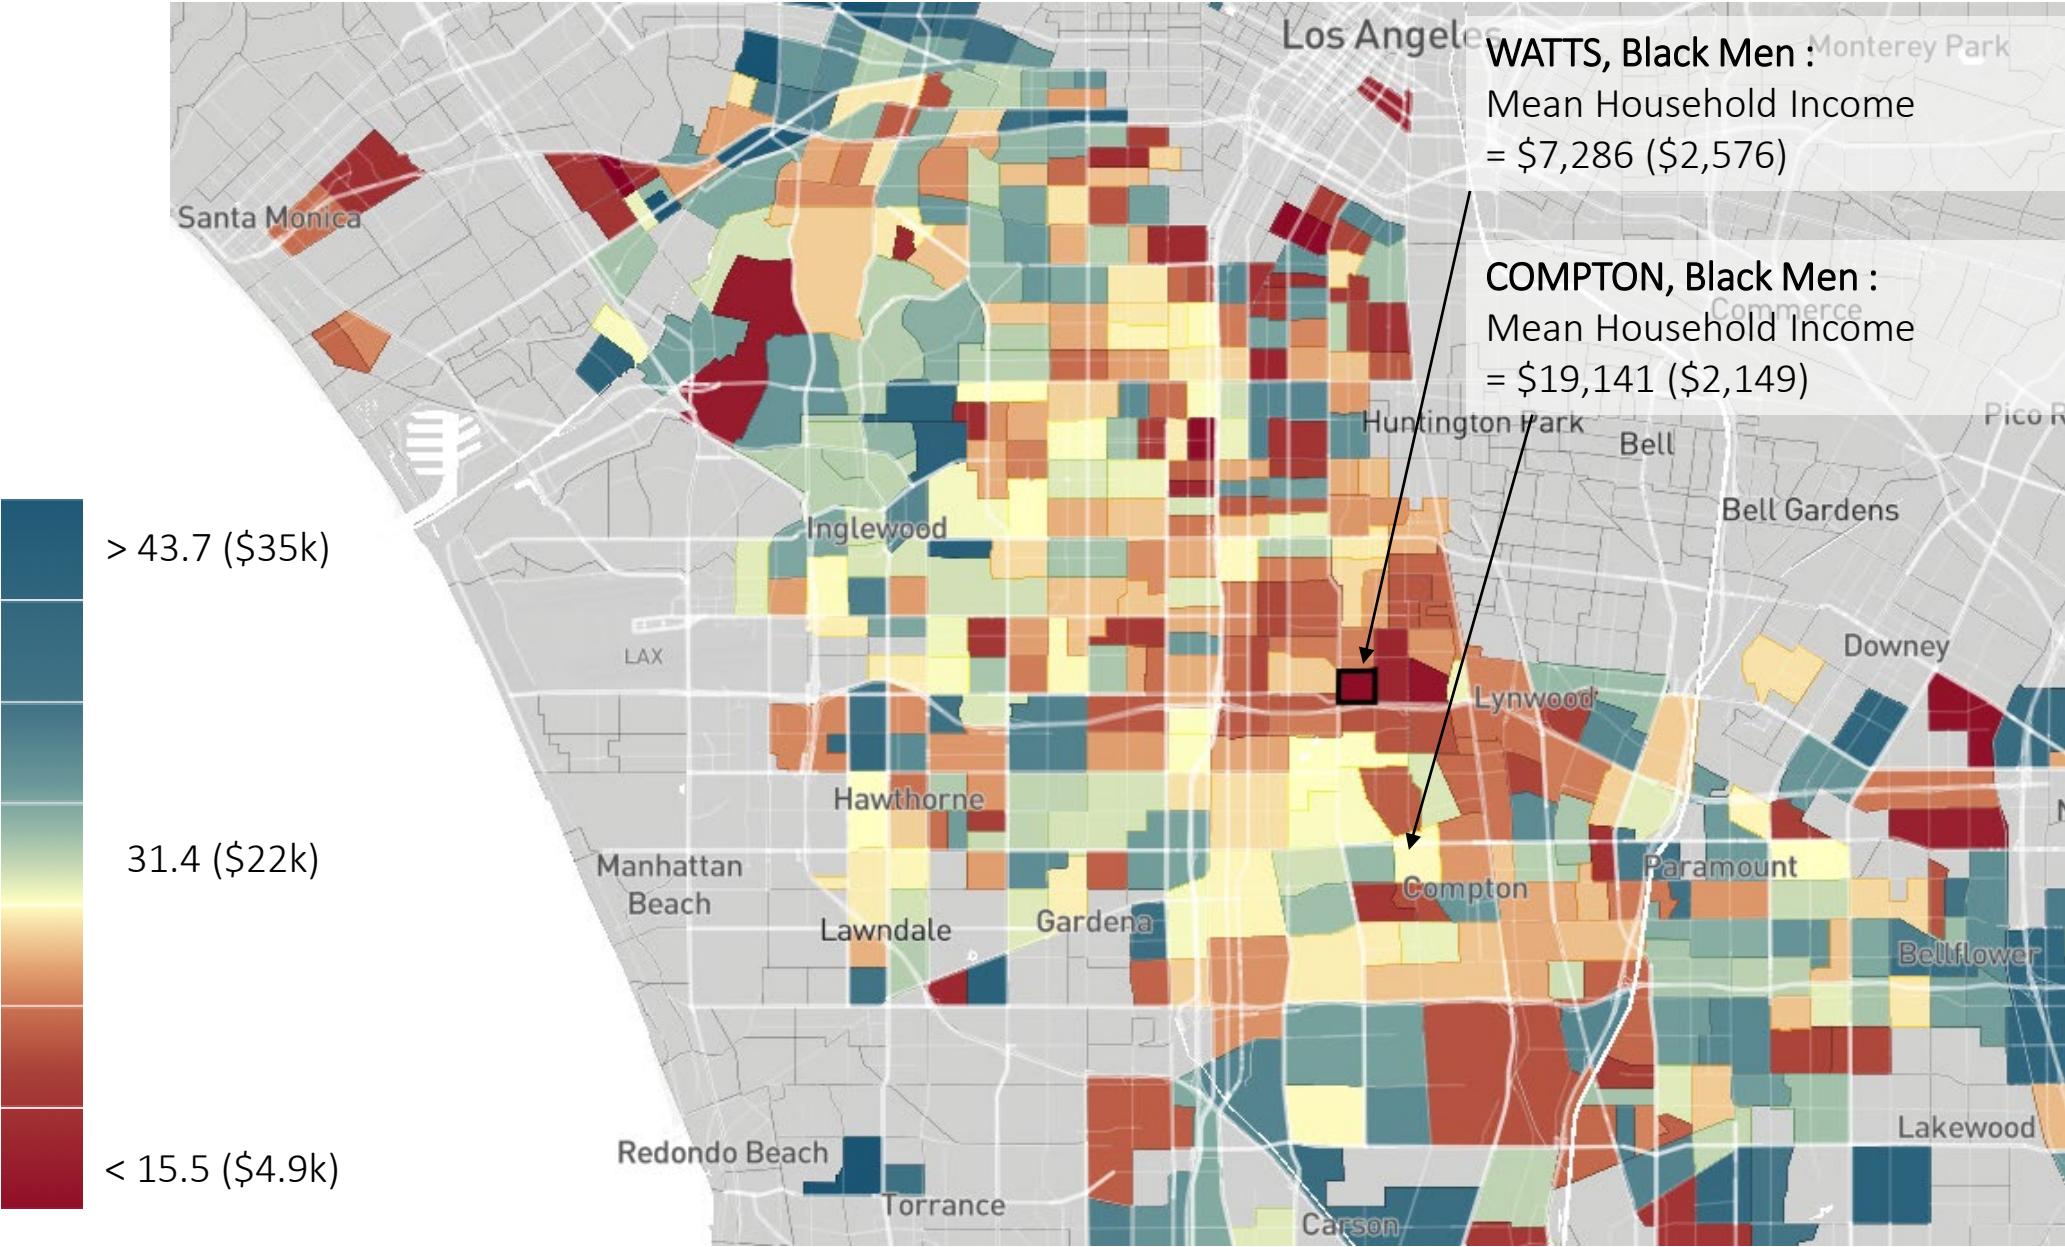 Los Angeles
Monterey Park
WATTS, Black Men :
Mean Household Income
= $7,286 ($2,576)
Santa Monica
COMPTON, Black Men :
Commerce
Mean Household Income
= $19,141 ($2,149)
Huntington Park
Pico R
Bell
Bell Gardens
Inglewood
> 43.7 ($35k)
LAX
Downey
Lynwood
Hawthorne
N
31.4 ($22k)
Manhattan
Beach
Paramount
Compton
Lawndale
Gardena
Bellflower
Lakewood
Redondo Beach
< 15.5 ($4.9k)
Torrance
Carson